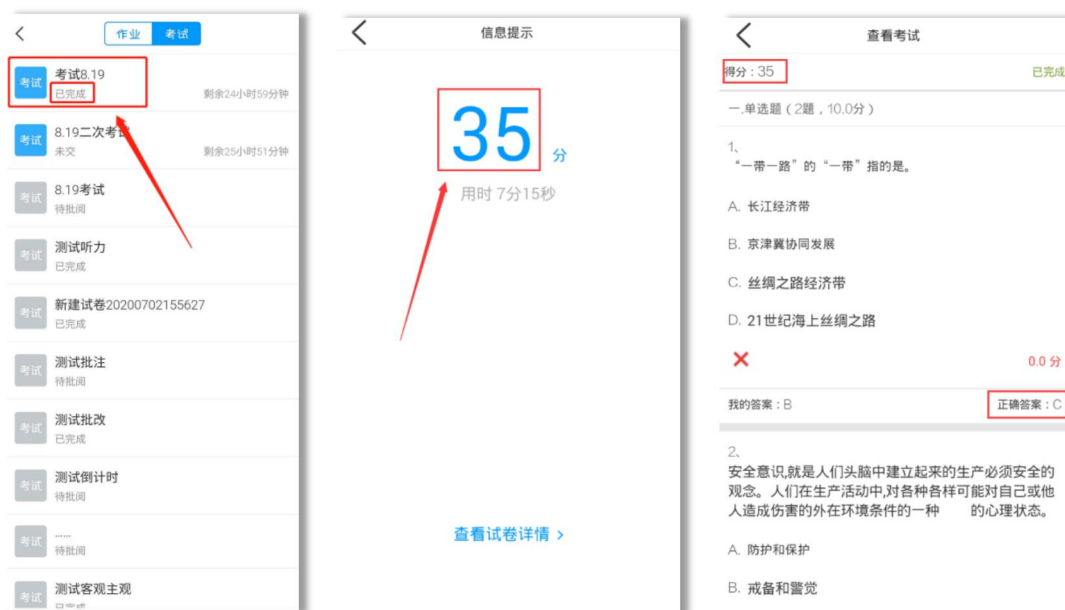 作业 考试
考试 考试8.19
已完成 剩余24小时59分钟
考试 8.19二次考试
未交 剩余25小时51分钟
考试 8.19考试
待批阅
考试 测试听力
已完成
考试 新建试卷20200702155627
已完成
考试 测试批注
待批阅
考试 测试批改
已完成
考试 测试倒计时
待批阅
考试 ......
待批阅
考试 测试客观主观
已完成
信息提示
35 分
用时 7分15秒
查看试卷详情 >
查看考试
得分：35 已完成
一.单选题（2题，10.0分）
1、
“一带一路”的“一带”指的是。
A. 长江经济带
B. 京津冀协同发展
C. 丝绸之路经济带
D. 21世纪海上丝绸之路
0.0 分
我的答案：B 正确答案：C
2、
安全意识,就是人们头脑中建立起来的生产必须安全的
观念。人们在生产活动中,对各种各样可能对自己或他
人造成伤害的外在环境条件的一种 的心理状态。
A. 防护和保护
B. 戒备和警觉